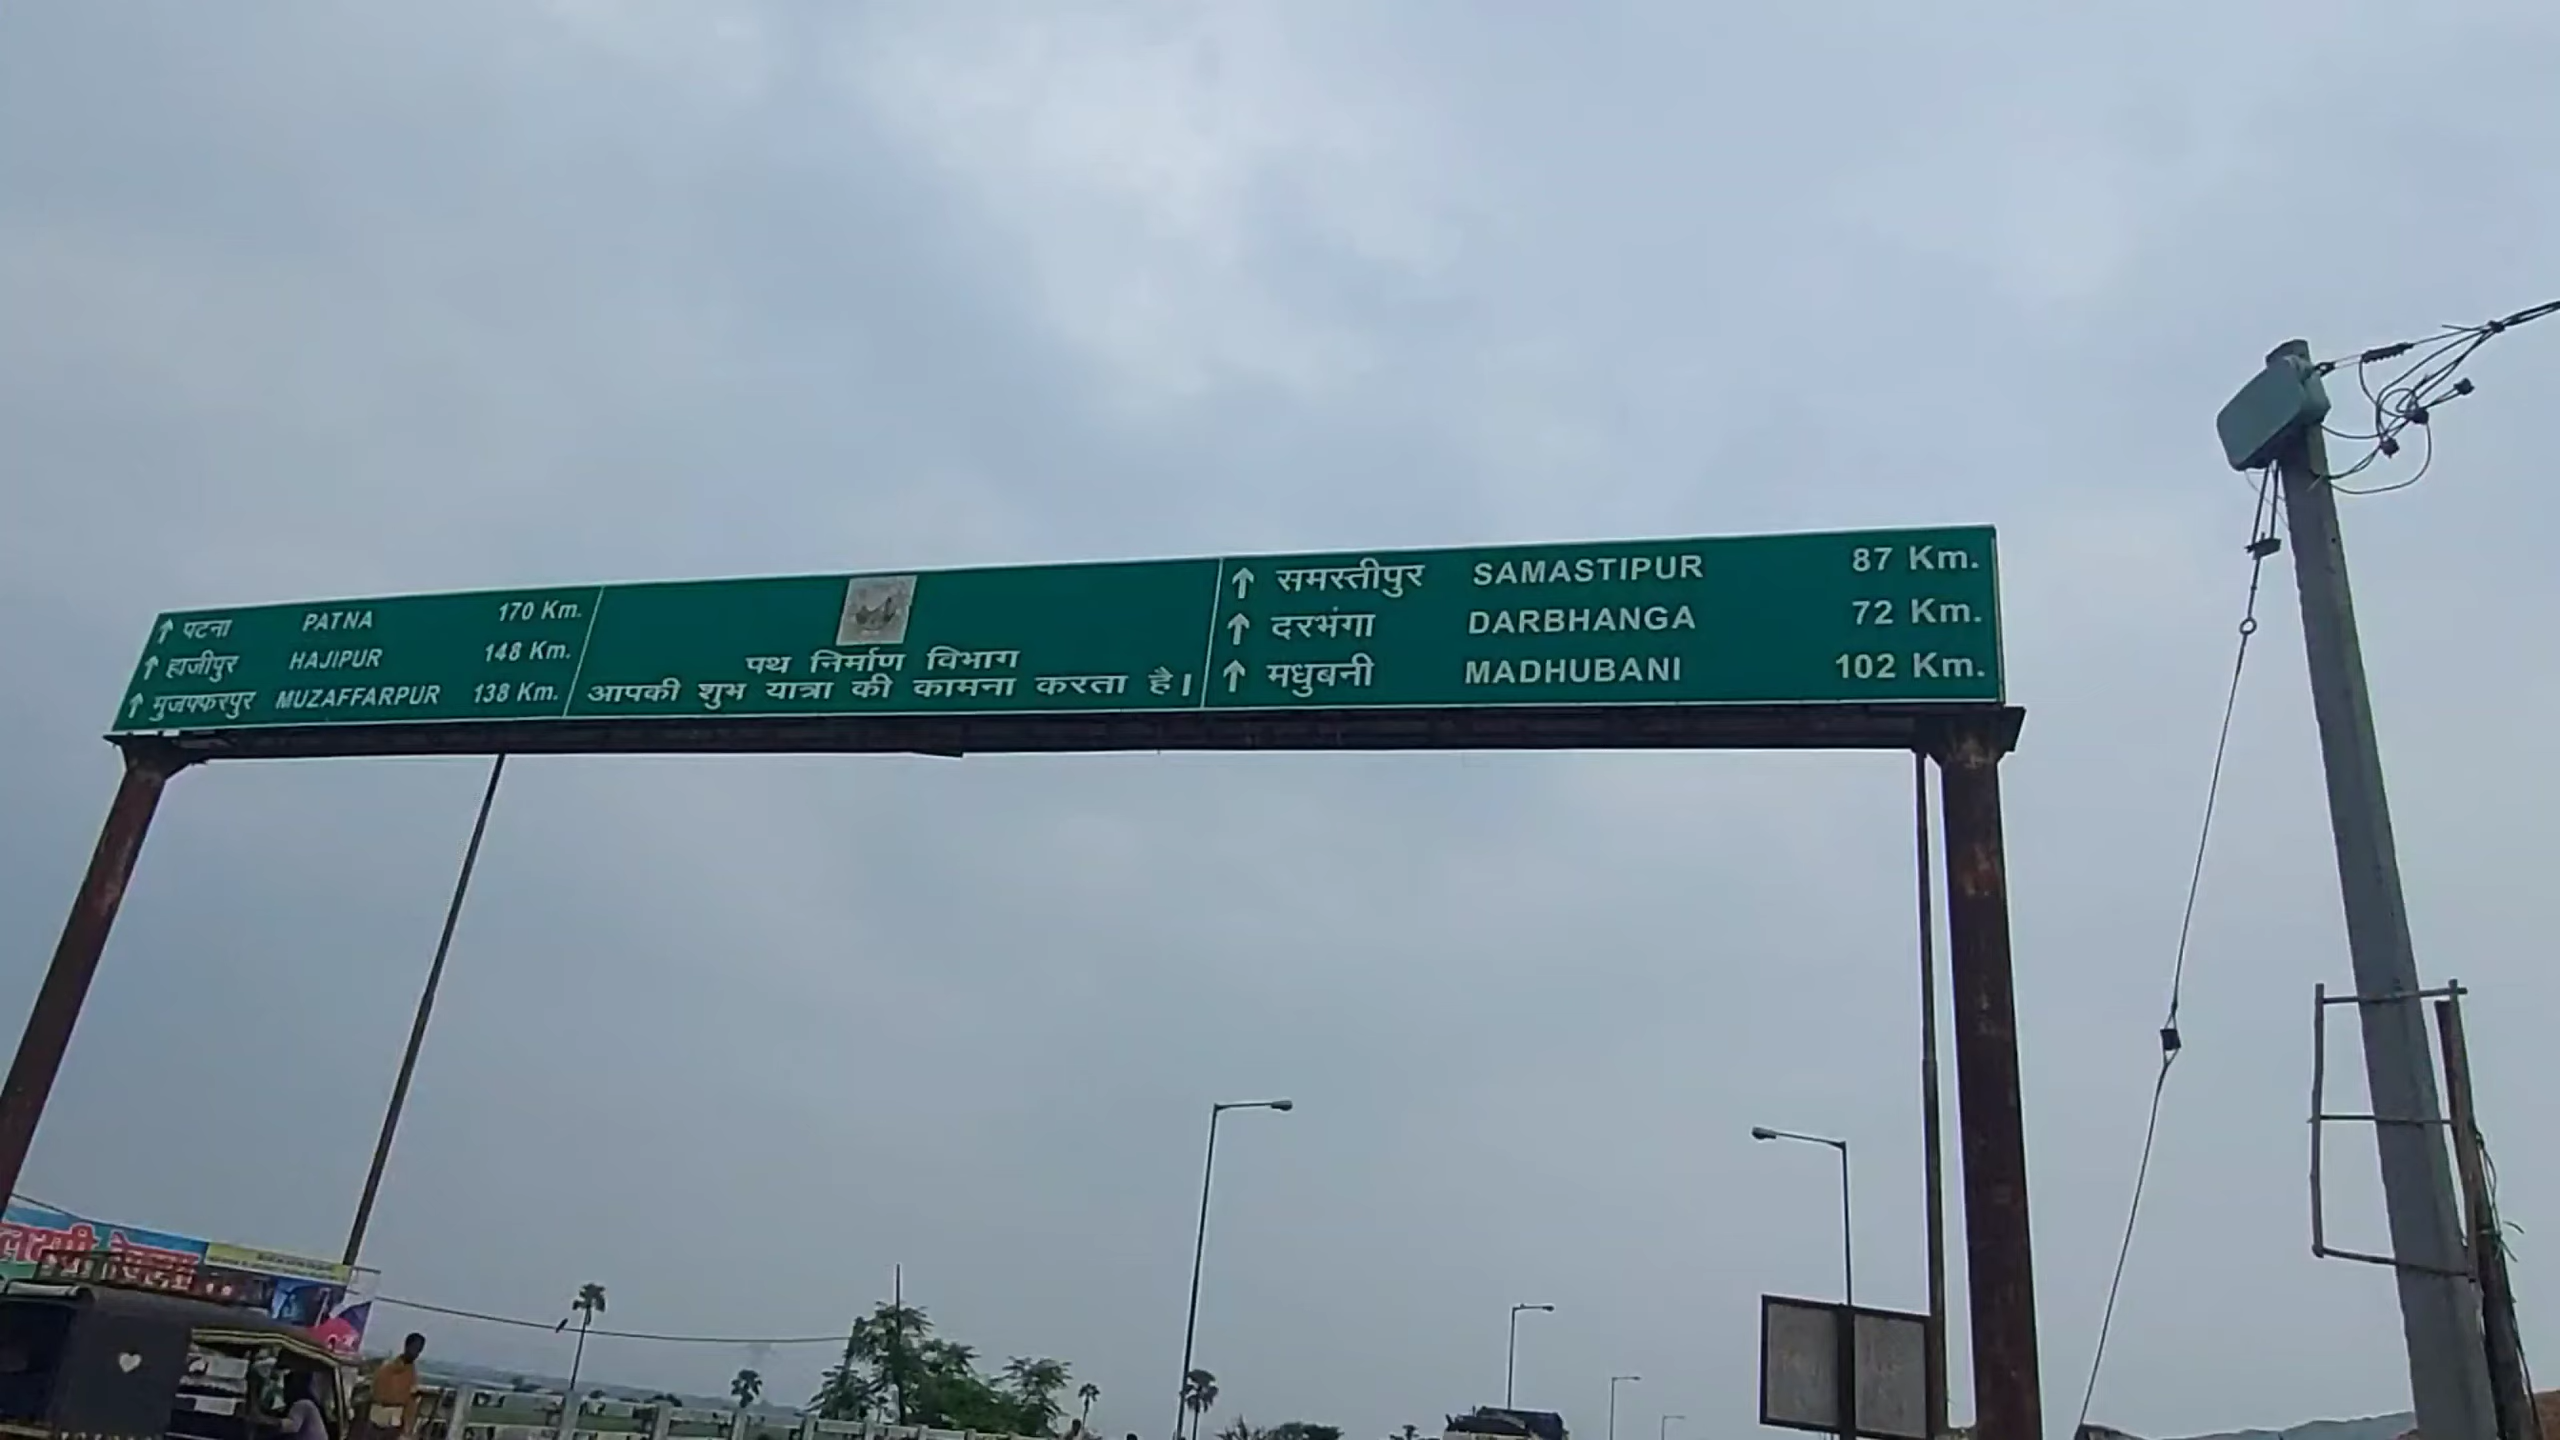 ↑ पटना PATNA 170 Km.
↑ हाजीपुर HAJIPUR 148 Km.
↑ मुजफ्फरपुर MUZAFFARPUR 138 Km.
पथ निर्माण विभाग
आपकी शुभ यात्रा की कामना करता है।
↑ समस्तीपुर SAMASTIPUR 87 Km.
↑ दरभंगा DARBHANGA 72 Km.
↑ मधुबनी MADHUBANI 102 Km.